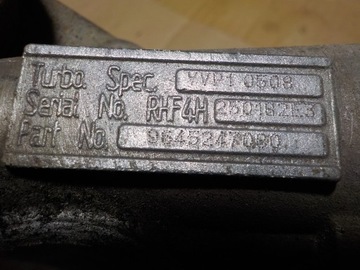 Turbo. Spec. VVP1 0608
Serial No. RHF4H
Part No. 9645247080